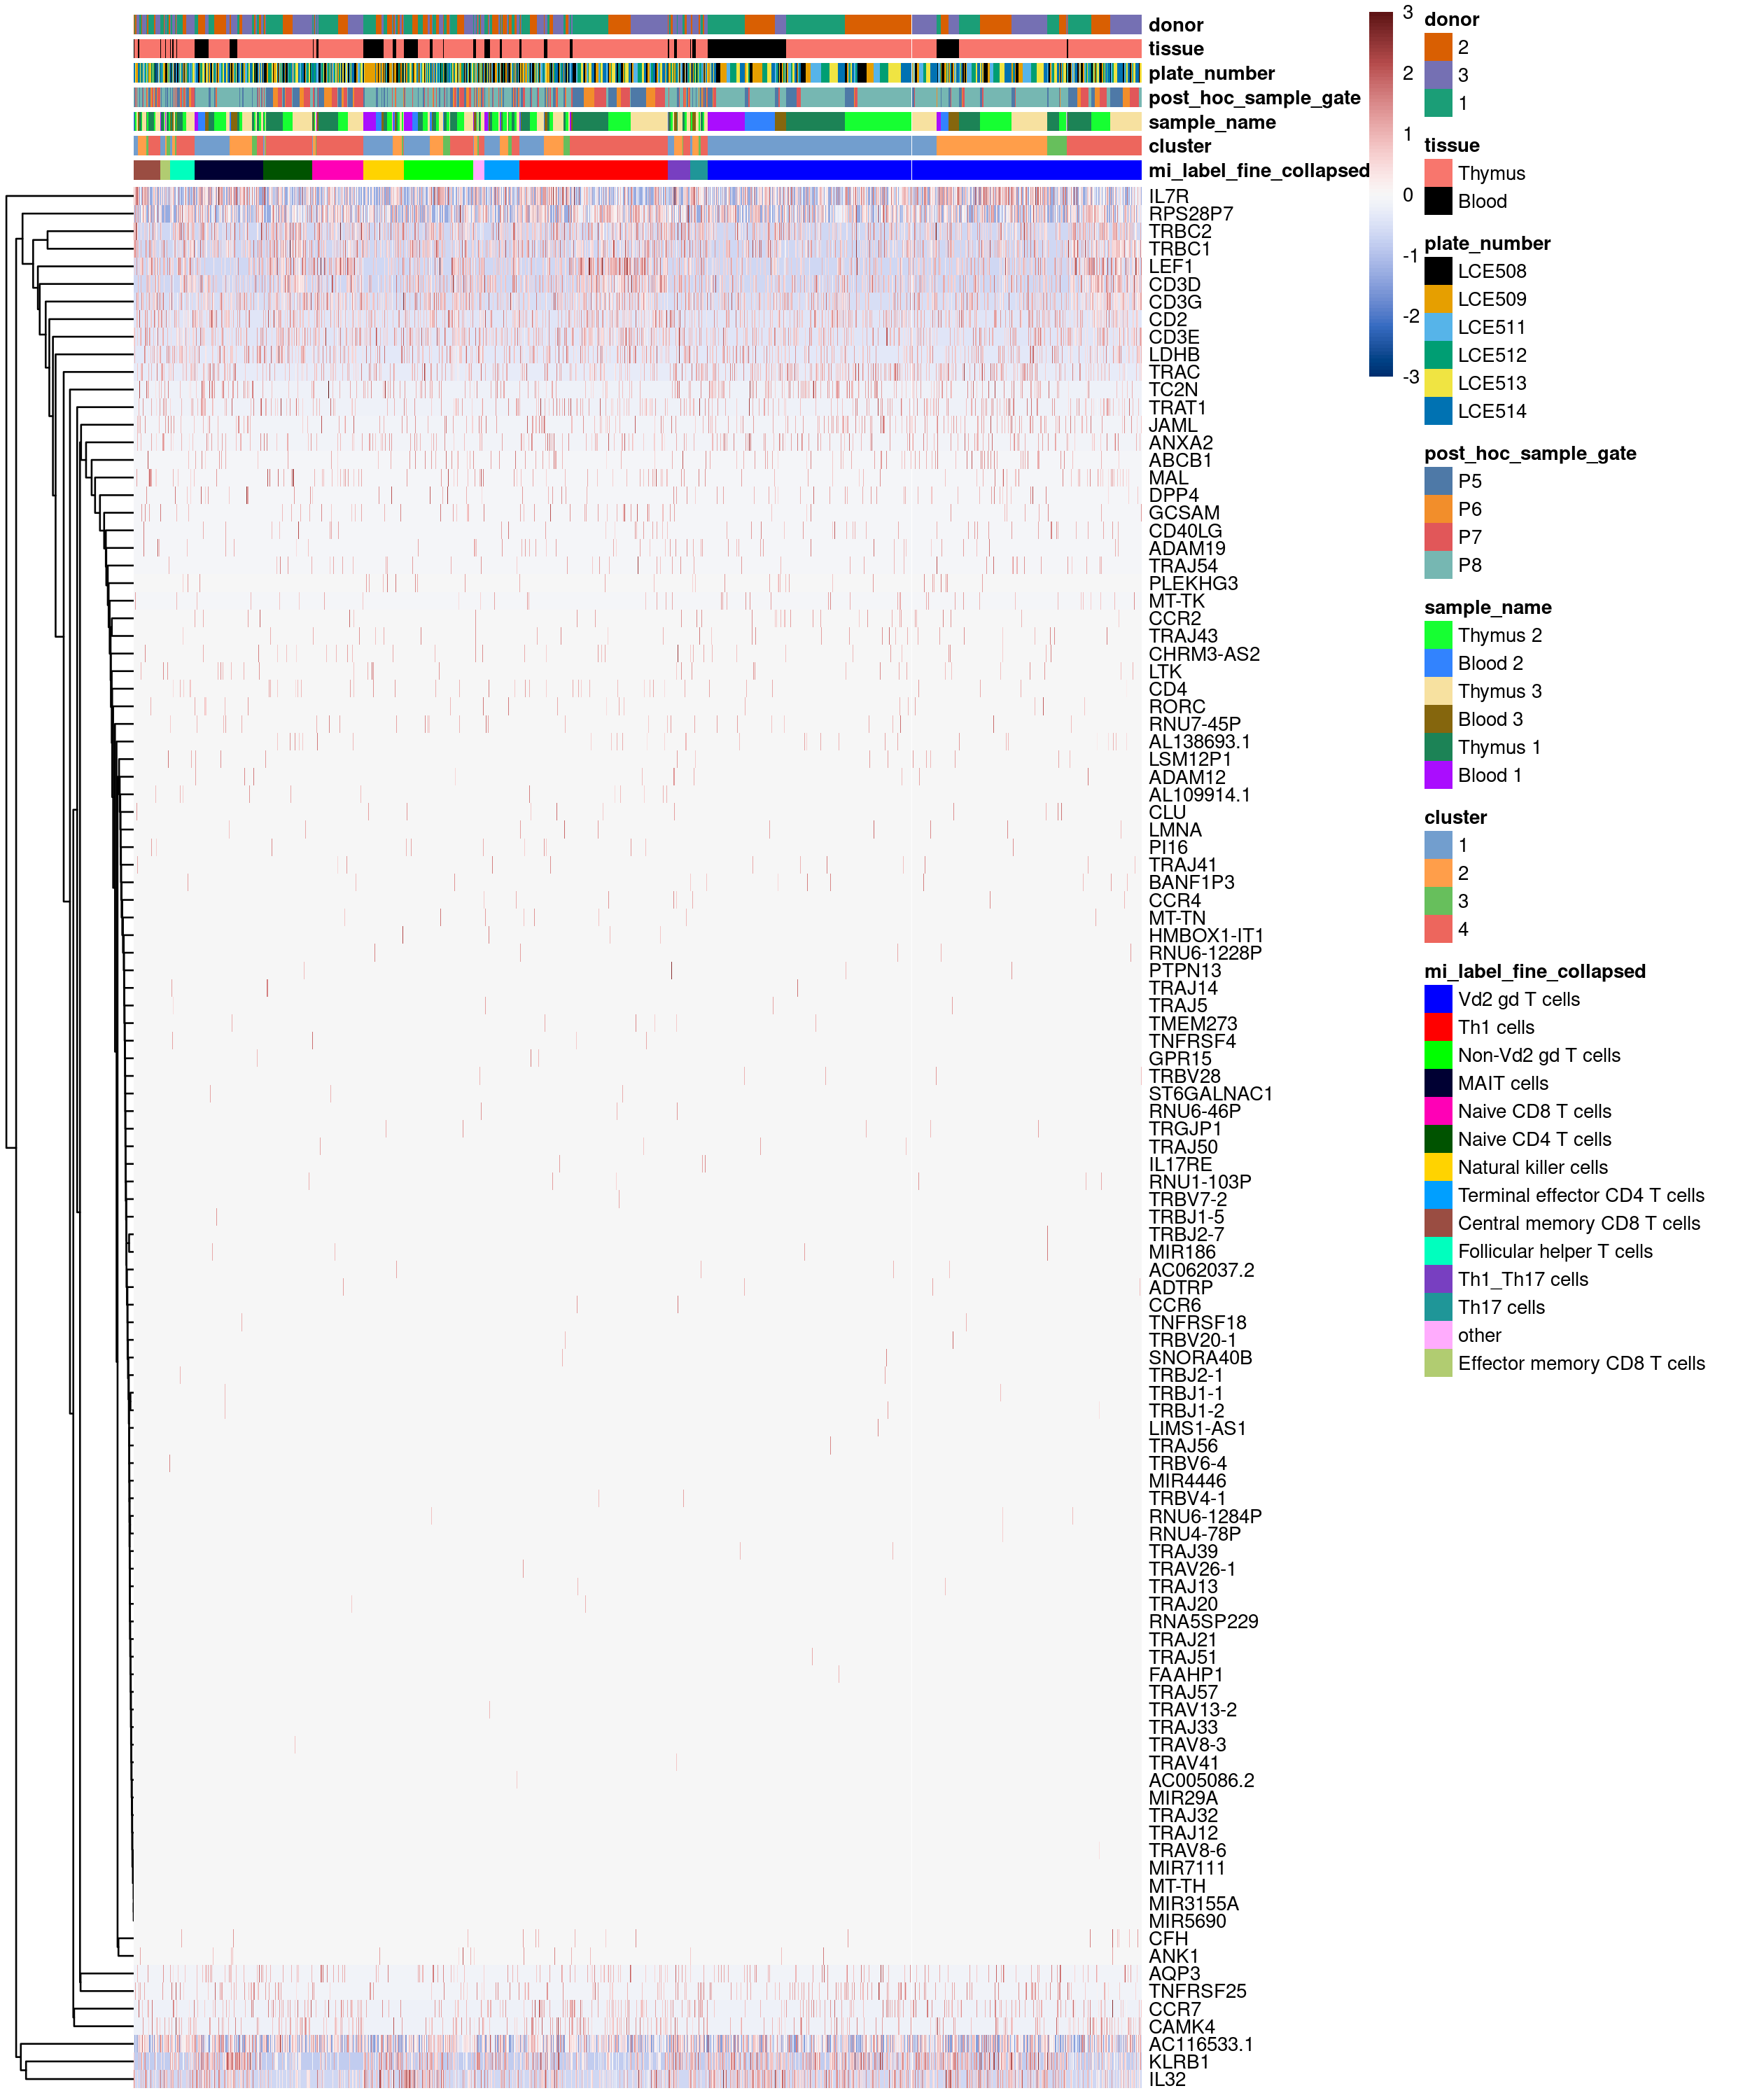 donor
tissue
plate_number
post_hoc_sample_gate
sample_name
cluster
mi_label_fine_collapsed
IL7R
RPS28P7
TRBC2
TRBC1
LEF1
CD3D
CD3G
CD2
CD3E
LDHB
TRAC
TC2N
TRAT1
JAML
ANXA2
ABCB1
MAL
DPP4
GCSAM
CD40LG
ADAM19
TRAJ54
PLEKHG3
MT-TK
CCR2
TRAJ43
CHRM3-AS2
LTK
CD4
RORC
RNU7-45P
AL138693.1
LSM12P1
ADAM12
AL109914.1
CLU
LMNA
PI16
TRAJ41
BANF1P3
CCR4
MT-TN
HMBOX1-IT1
RNU6-1228P
PTPN13
TRAJ14
TRAJ5
TMEM273
TNFRSF4
GPR15
TRBV28
ST6GALNAC1
RNU6-46P
TRGJP1
TRAJ50
IL17RE
RNU1-103P
TRBV7-2
TRBJ1-5
TRBJ2-7
MIR186
AC062037.2
ADTRP
CCR6
TNFRSF18
TRBV20-1
SNORA40B
TRBJ2-1
TRBJ1-1
TRBJ1-2
LIMS1-AS1
TRAJ56
TRBV6-4
MIR4446
TRBV4-1
RNU6-1284P
RNU4-78P
TRAJ39
TRAV26-1
TRAJ13
TRAJ20
RNA5SP229
TRAJ21
TRAJ51
FAAHP1
TRAJ57
TRAV13-2
TRAJ33
TRAV8-3
TRAV41
AC005086.2
MIR29A
TRAJ32
TRAJ12
TRAV8-6
MIR7111
MT-TH
MIR3155A
MIR5690
CFH
ANK1
AQP3
TNFRSF25
CCR7
CAMK4
AC116533.1
KLRB1
IL32
3
2
1
0
-1
-2
-3
donor
2
3
1
tissue
Thymus
Blood
plate_number
LCE508
LCE509
LCE511
LCE512
LCE513
LCE514
post_hoc_sample_gate
P5
P6
P7
P8
sample_name
Thymus 2
Blood 2
Thymus 3
Blood 3
Thymus 1
Blood 1
cluster
1
2
3
4
mi_label_fine_collapsed
Vd2 gd T cells
Th1 cells
Non-Vd2 gd T cells
MAIT cells
Naive CD8 T cells
Naive CD4 T cells
Natural killer cells
Terminal effector CD4 T cells
Central memory CD8 T cells
Follicular helper T cells
Th1_Th17 cells
Th17 cells
other
Effector memory CD8 T cells